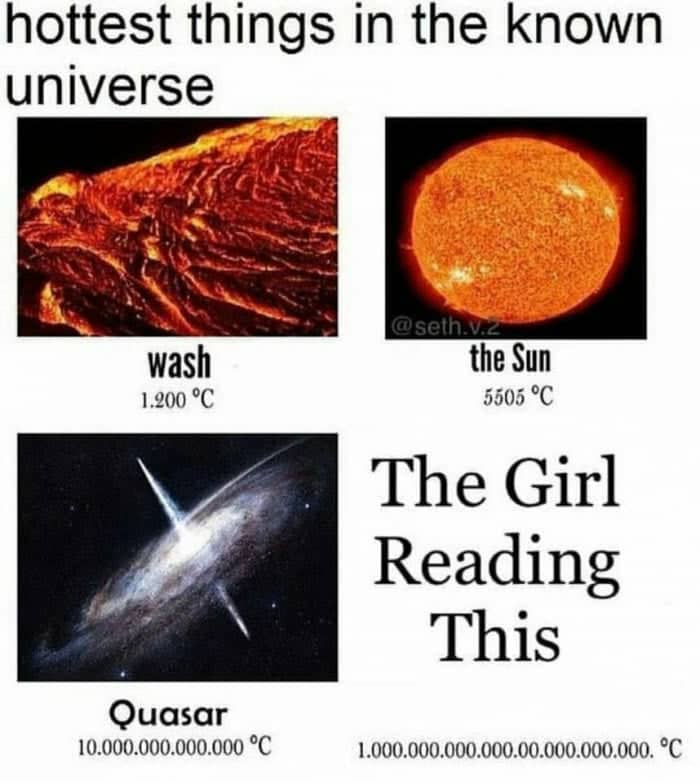 hottest things in the known
universe
@seth.v.2
wash
1.200 °C
the Sun
5505 °C
The Girl
Reading
This
Quasar
10.000.000.000.000 °C
1.000.000.000.000.00.000.000.000. °C